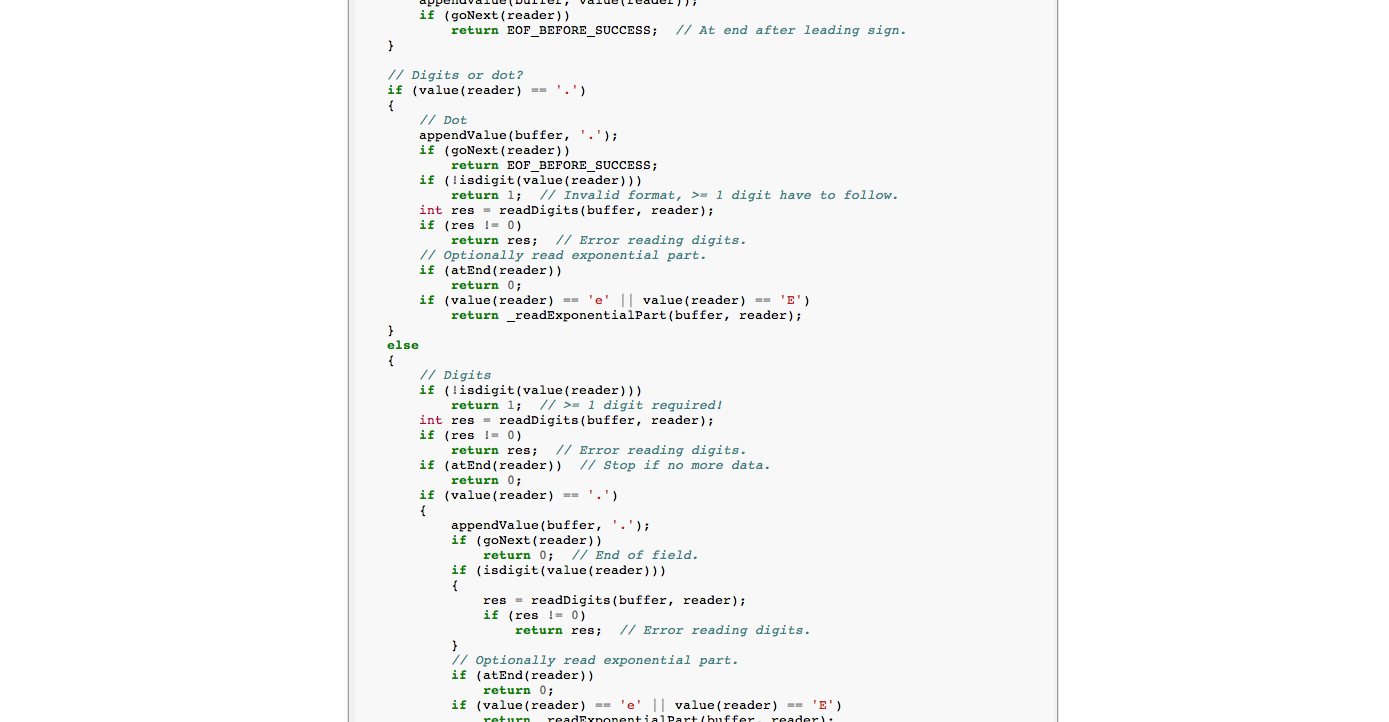 appendValue(buffer, value(reader));
if (goNext(reader))
return EOF_BEFORE_SUCCESS;  // At end after leading sign.
}
// Digits or dot?
if (value(reader) == '.')
{
// Dot
appendValue(buffer, '.');
if (goNext(reader))
return EOF_BEFORE_SUCCESS;
if (!isdigit(value(reader)))
return 1;  // Invalid format, >= 1 digit have to follow.
int res = readDigits(buffer, reader);
if (res != 0)
return res;  // Error reading digits.
// Optionally read exponential part.
if (atEnd(reader))
return 0;
if (value(reader) == 'e' || value(reader) == 'E')
return _readExponentialPart(buffer, reader);
}
else
{
// Digits
if (!isdigit(value(reader)))
return 1;  // >= 1 digit required!
int res = readDigits(buffer, reader);
if (res != 0)
return res;  // Error reading digits.
if (atEnd(reader))  // Stop if no more data.
return 0;
if (value(reader) == '.')
{
appendValue(buffer, '.');
if (goNext(reader))
return 0;  // End of field.
if (isdigit(value(reader)))
{
res = readDigits(buffer, reader);
if (res != 0)
return res;  // Error reading digits.
}
// Optionally read exponential part.
if (atEnd(reader))
return 0;
if (value(reader) == 'e' || value(reader) == 'E')
return _readExponentialPart(buffer, reader);